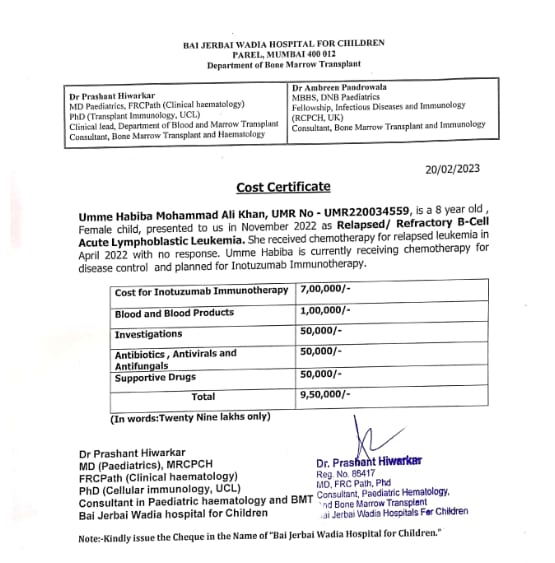 BAI JERBAI WADIA HOSPITAL FOR CHILDREN
PAREL, MUMBAI 400 012
Department of Bone Marrow Transplant
Dr Prashant Hiwarkar
MD Paediatrics, FRCPath (Clinical haematology)
PhD (Transplant Immunology, UCL)
Clinical lead, Department of Blood and Marrow Transplant
Consultant, Bone Marrow Transplant and Haematology
Dr Ambreen Pandrowala
MBBS, DNB Paediatrics
Fellowship, Infectious Diseases and Immunology
(RCPCH, UK)
Consultant, Bone Marrow Transplant and Immunology
20/02/2023
Cost Certificate
Umme Habiba Mohammad Ali Khan, UMR No - UMR220034559, is a 8 year old ,
Female child, presented to us in November 2022 as Relapsed/ Refractory B-Cell
Acute Lymphoblastic Leukemia. She received chemotherapy for relapsed leukemia in
April 2022 with no response. Umme Habiba is currently receiving chemotherapy for
disease control and planned for Inotuzumab Immunotherapy.
Cost for Inotuzumab Immunotherapy 7,00,000/-
Blood and Blood Products 1,00,000/-
Investigations 50,000/-
Antibiotics , Antivirals and
Antifungals 50,000/-
Supportive Drugs 50,000/-
Total 9,50,000/-
(In words:Twenty Nine lakhs only)
Dr Prashant Hiwarkar
MD (Paediatrics), MRCPCH
FRCPath (Clinical haematology)
PhD (Cellular immunology, UCL)
Consultant in Paediatric haematology and BMT
Bai Jerbai Wadia hospital for Children
Dr. Prashant Hiwarkar
Reg. No. 86417
MD, FRC Path, Phd
Consultant, Paediatric Hematology,
nd Bone Marrow Transplant
ai Jerbai Wadia Hospitals For Children
Note:-Kindly issue the Cheque in the Name of "Bai Jerbai Wadia Hospital for Children."